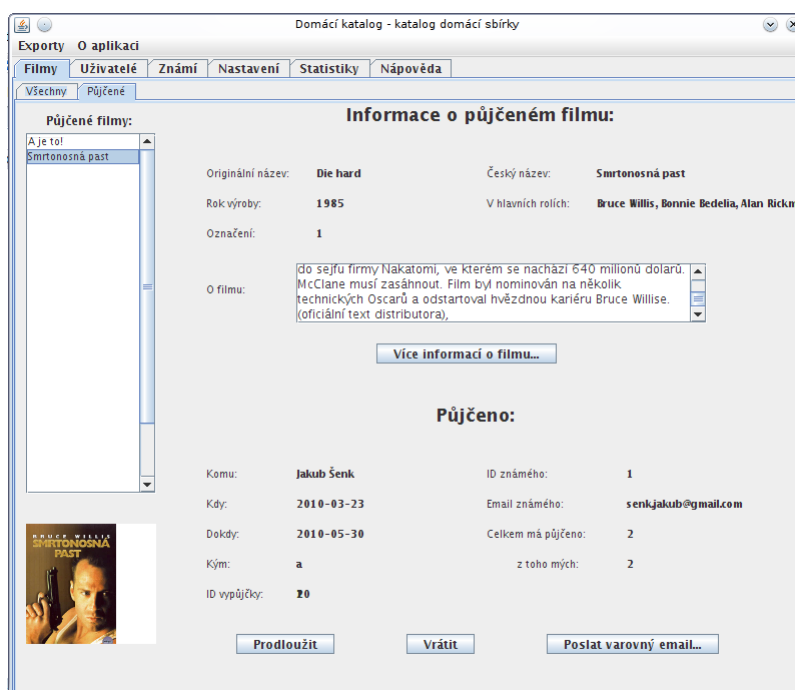 Domácí katalog - katalog domácí sbírky
Exporty O aplikaci
Filmy Uživatelé Známí Nastavení Statistiky Nápověda
Všechny Půjčené
Půjčené filmy:
A je to!
Smrtonosná past
Informace o půjčeném filmu:
Originální název: Die hard Český název: Smrtonosná past
Rok výroby: 1985 V hlavních rolích: Bruce Willis, Bonnie Bedelia, Alan Rickm
Označení: 1
O filmu:
do sejfu firmy Nakatomi, ve kterém se nachází 640 milionů dolarů.
McClane musí zasáhnout. Film byl nominován na několik
technických Oscarů a odstartoval hvězdnou kariéru Bruce Willise.
(oficiální text distributora),
Více informací o filmu...
Půjčeno:
Komu: Jakub Šenk ID známého: 1
Kdy: 2010-03-23 Email známého: senk.jakub@gmail.com
Dokdy: 2010-05-30 Celkem má půjčeno: 2
Kým: a z toho mých: 2
ID vypůjčky: 20
Prodloužit Vrátit Poslat varovný email...
BRUCE WILLIS
SMRTONOSNÁ
PAST